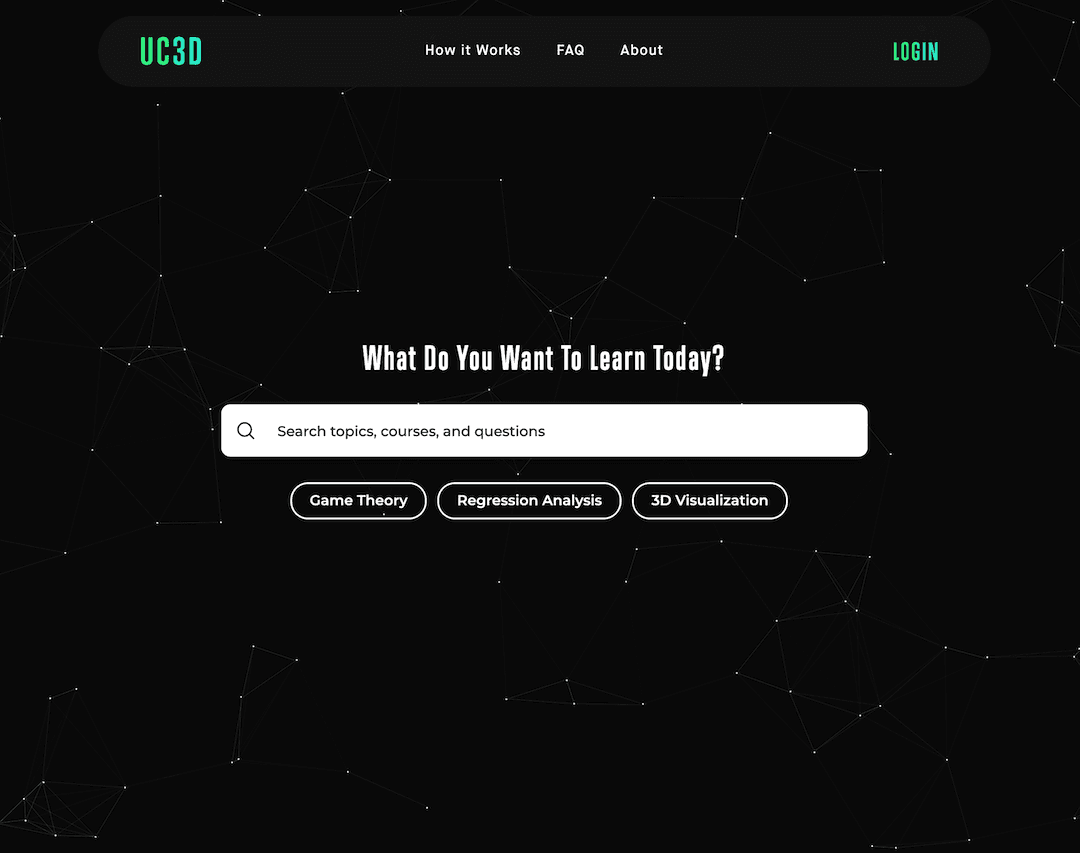 UC3D How it Works FAQ About LOGIN
What Do You Want To Learn Today?
Search topics, courses, and questions
Game Theory Regression Analysis 3D Visualization